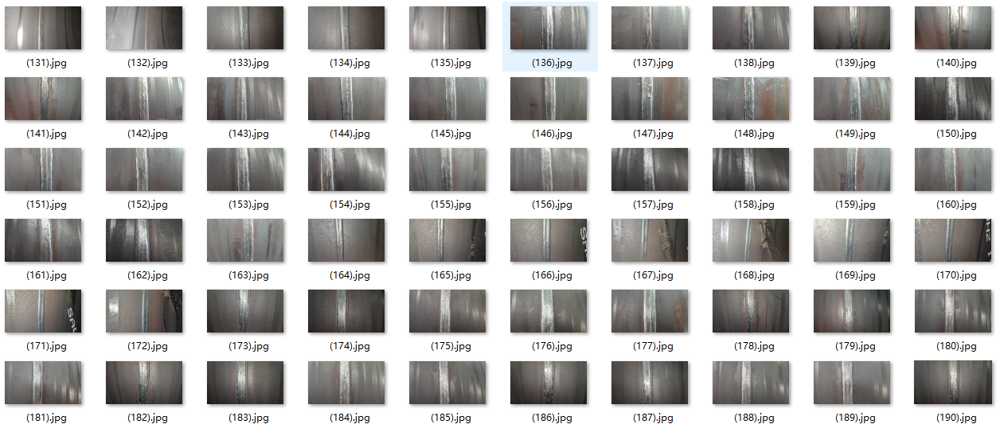 (131).jpg (132).jpg (133).jpg (134).jpg (135).jpg (136).jpg (137).jpg (138).jpg (139).jpg (140).jpg
(141).jpg (142).jpg (143).jpg (144).jpg (145).jpg (146).jpg (147).jpg (148).jpg (149).jpg (150).jpg
(151).jpg (152).jpg (153).jpg (154).jpg (155).jpg (156).jpg (157).jpg (158).jpg (159).jpg (160).jpg
(161).jpg (162).jpg (163).jpg (164).jpg (165).jpg (166).jpg (167).jpg (168).jpg (169).jpg (170).jpg
(171).jpg (172).jpg (173).jpg (174).jpg (175).jpg (176).jpg (177).jpg (178).jpg (179).jpg (180).jpg
(181).jpg (182).jpg (183).jpg (184).jpg (185).jpg (186).jpg (187).jpg (188).jpg (189).jpg (190).jpg